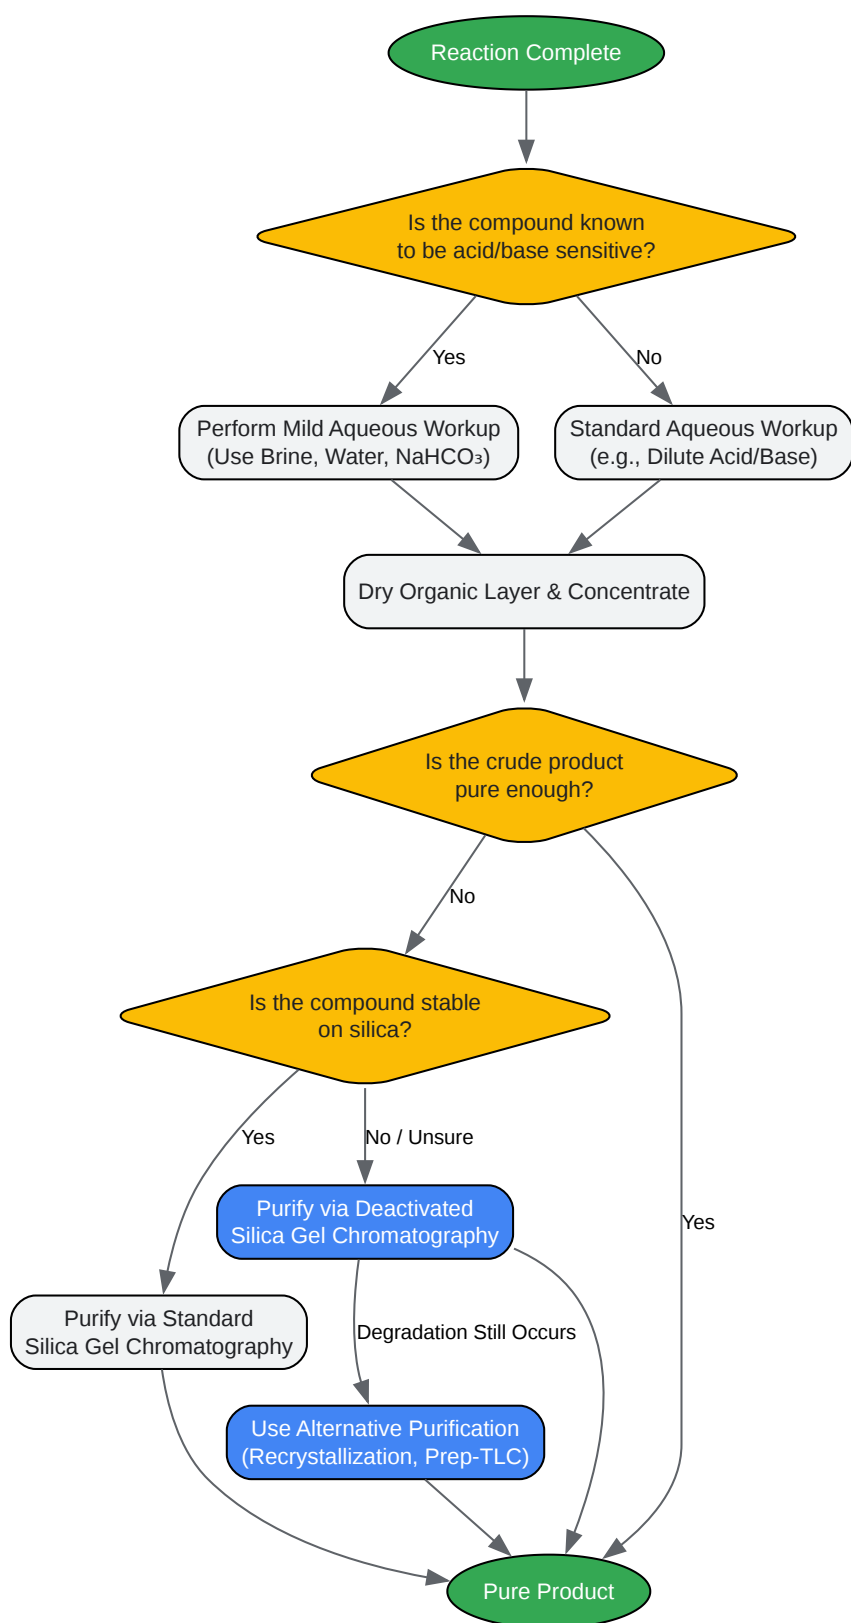 Reaction Complete
Is the compound known
to be acid/base sensitive?
Yes
No
Perform Mild Aqueous Workup
(Use Brine, Water, NaHCO₃)
Standard Aqueous Workup
(e.g., Dilute Acid/Base)
Dry Organic Layer & Concentrate
Is the crude product
pure enough?
No
Is the compound stable
on silica?
Yes
No / Unsure
Purify via Deactivated
Silica Gel Chromatography
Yes
Purify via Standard
Silica Gel Chromatography
Degradation Still Occurs
Use Alternative Purification
(Recrystallization, Prep-TLC)
Pure Product